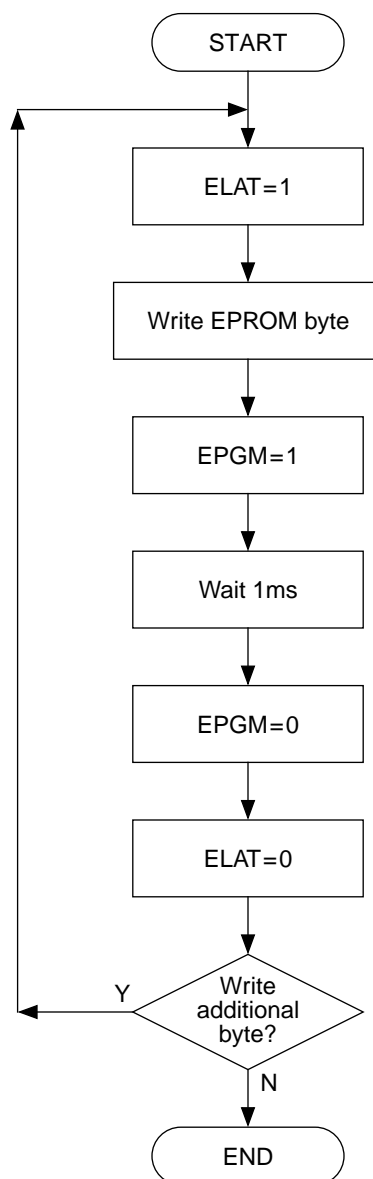 START
ELAT=1
Write EPROM byte
EPGM=1
Wait 1ms
EPGM=0
ELAT=0
Write
additional
byte?
Y
N
END